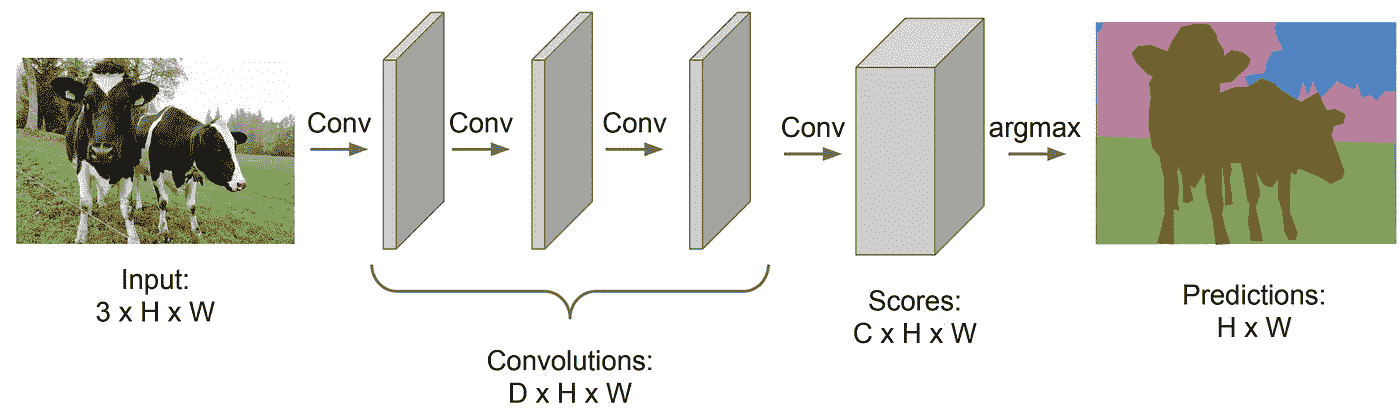 Conv
Conv
Conv
Conv
argmax
Input:
3 x H x W
Convolutions:
D x H x W
Scores:
C x H x W
Predictions:
H x W